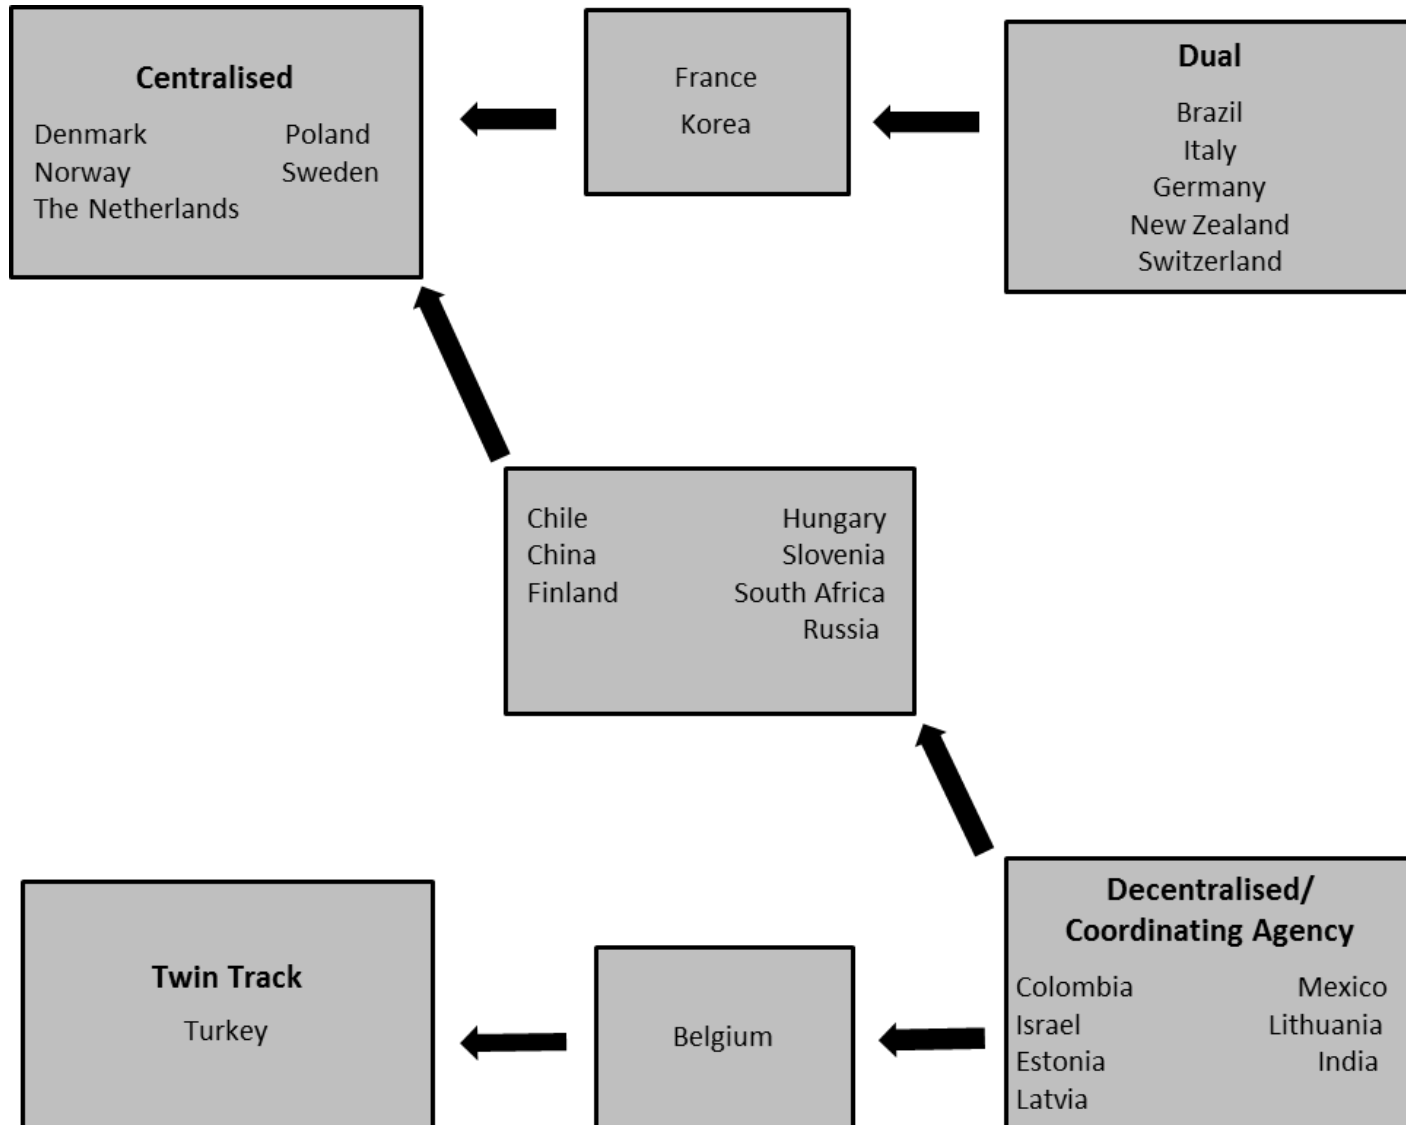 Centralised
Denmark Poland
Norway Sweden
The Netherlands
France
Korea
Dual
Brazil
Italy
Germany
New Zealand
Switzerland
Chile Hungary
China Slovenia
Finland South Africa
Russia
Twin Track
Turkey
Belgium
Decentralised/
Coordinating Agency
Colombia Mexico
Israel Lithuania
Estonia India
Latvia